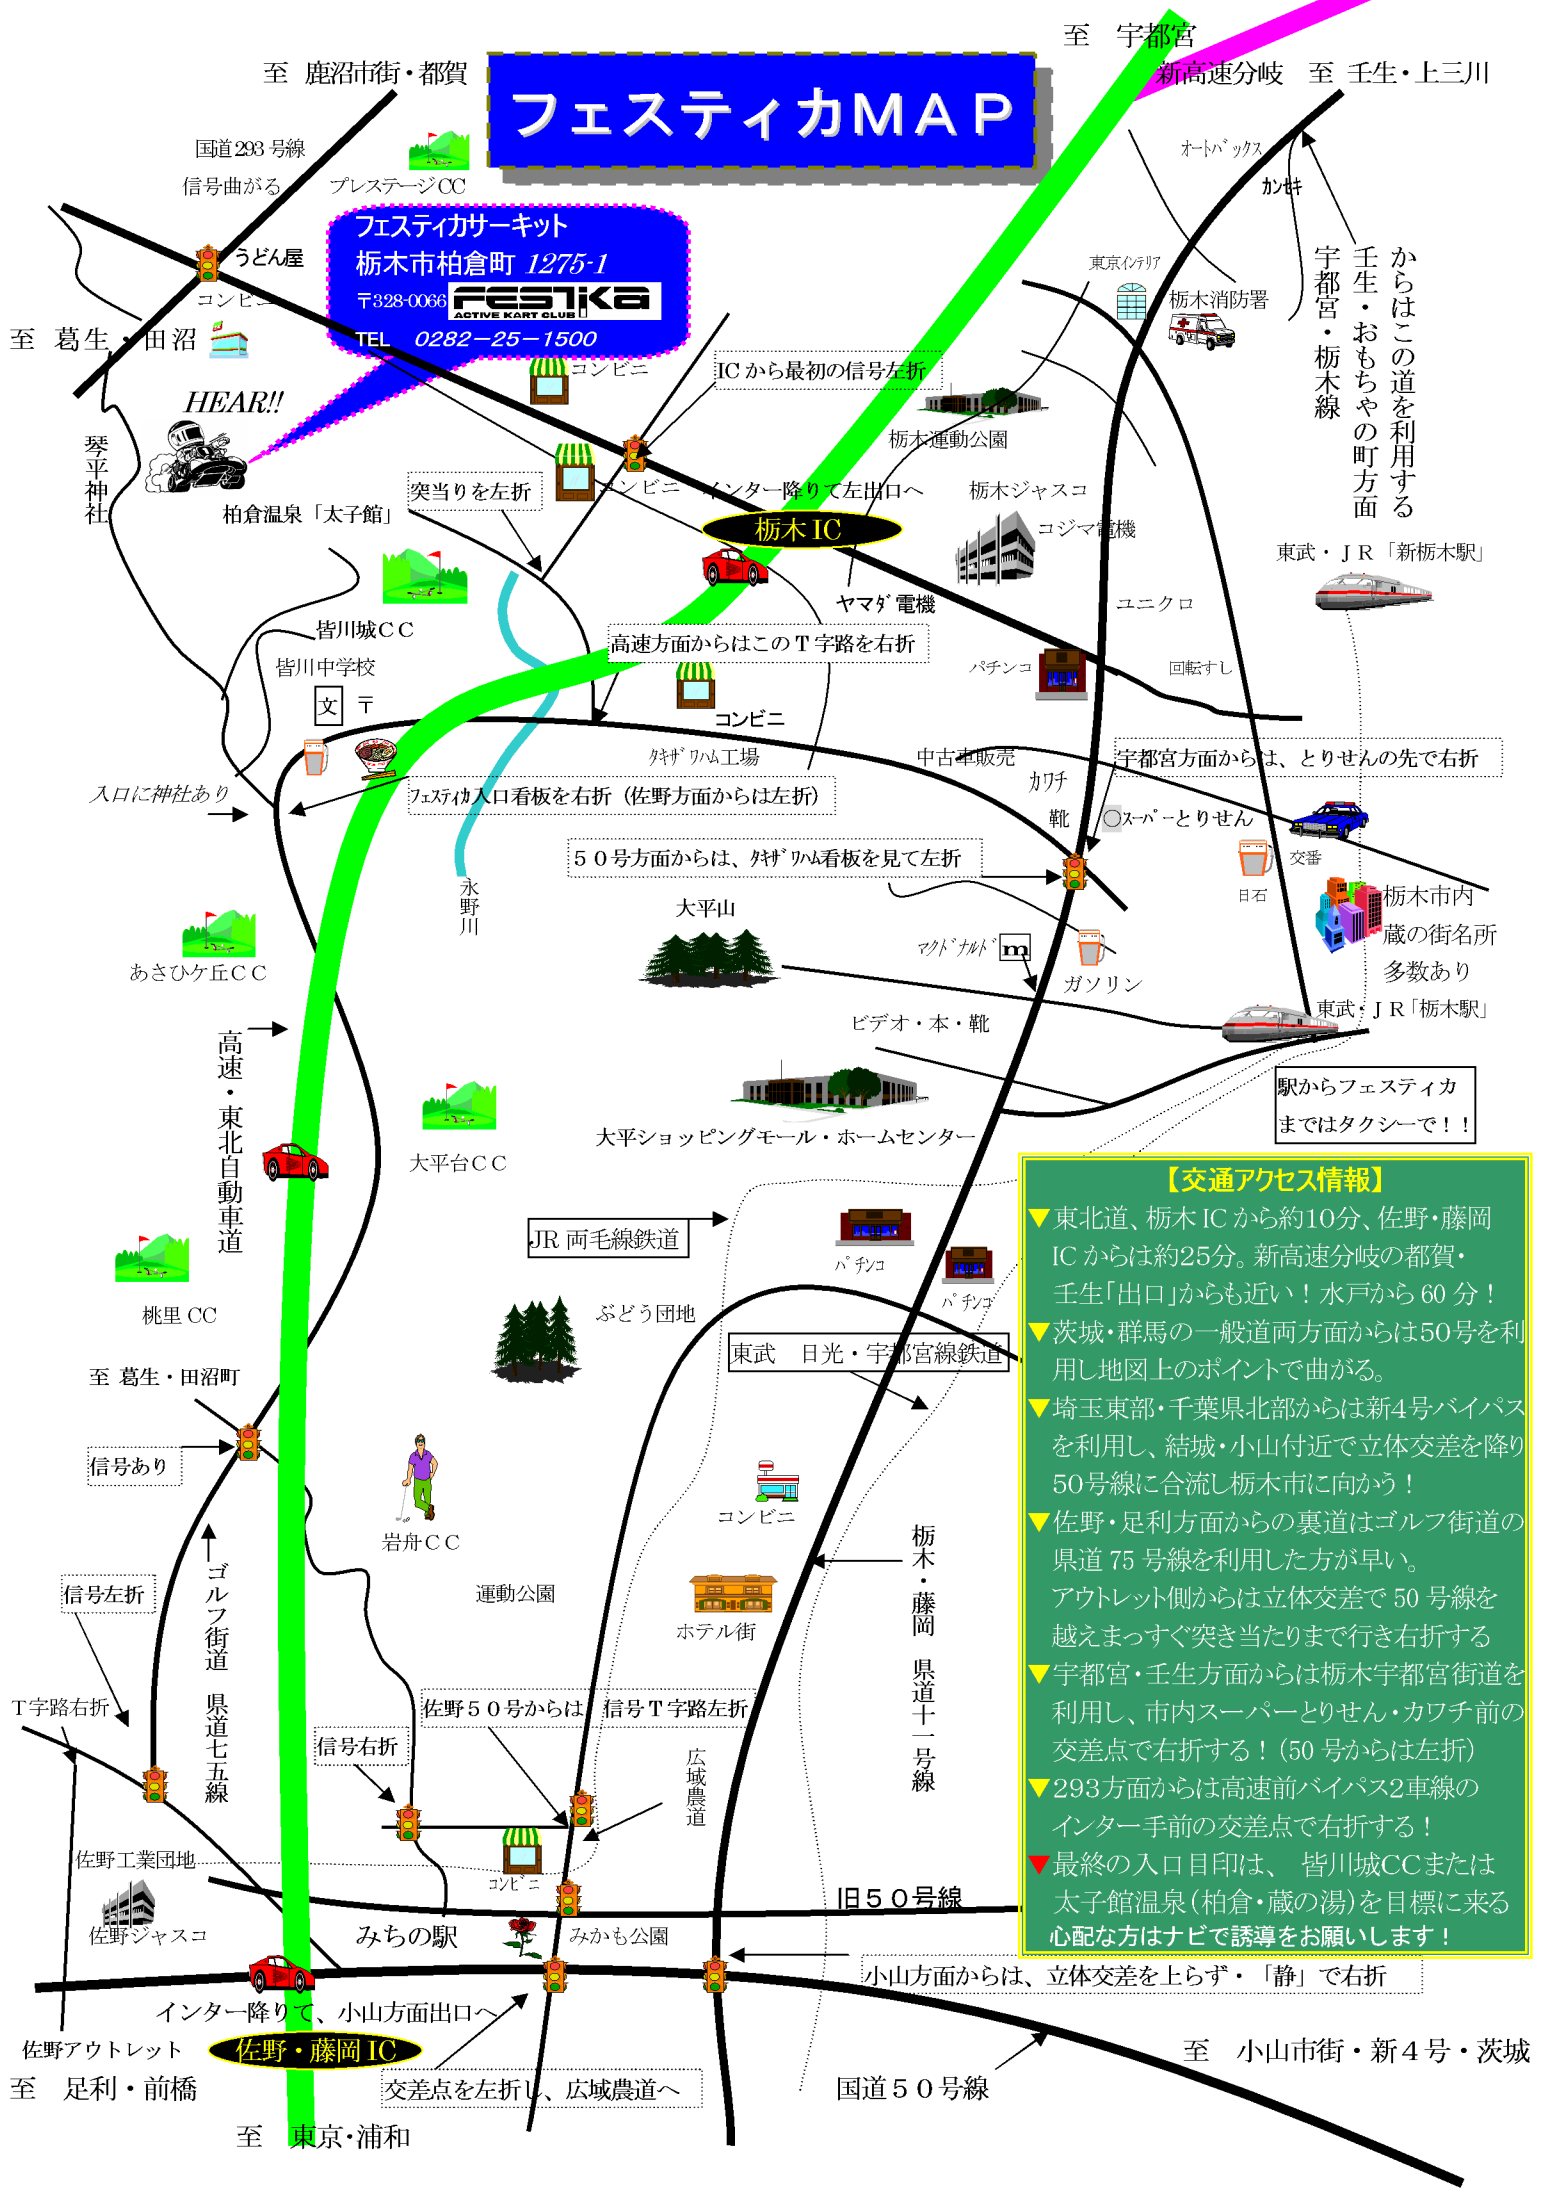 至　宇都宮
至 鹿沼市街・都賀
フェスティカＭＡＰ
新高速分岐　至 壬生・上三川
国道293号線
信号曲がる
プレステージCC
オートバックス
カンセキ
フェスティカサーキット
栃木市柏倉町 1275-1
〒328-0066 FESTIKA
ACTIVE KART CLUB
TEL　0282－25－1500
うどん屋
コンビニ
至 葛生・田沼
東京インテリア
栃木消防署
宇都宮・栃木線
壬生・おもちゃの町方面
からはこの道を利用する
HEAR!!
コンビニ
ICから最初の信号左折
栃木運動公園
琴平神社
柏倉温泉「太子館」
突当りを左折
コンビニ
インター降りて左出口へ
栃木IC
栃木ジャスコ
コジマ電機
東武・ＪＲ「新栃木駅」
ヤマダ電機
ユニクロ
皆川城ＣＣ
皆川中学校
文 〒
高速方面からはこのＴ字路を右折
パチンコ
回転すし
コンビニ
タキザワハム工場
中古車販売
カワチ
宇都宮方面からは、とりせんの先で右折
入口に神社あり
フェスティカ入口看板を右折（佐野方面からは左折）
靴
○スーパーとりせん
５０号方面からは、タキザワハム看板を見て左折
交番
日石
永野川
大平山
栃木市内
蔵の街名所
多数あり
あさひケ丘ＣＣ
マクドナルド m
ガソリン
東武・ＪＲ「栃木駅」
ビデオ・本・靴
高速・東北自動車道
駅からフェスティカ
まではタクシーで！！
大平ショッピングモール・ホームセンター
大平台ＣＣ
JR 両毛線鉄道
パチンコ
パチンコ
桃里 CC
ぶどう団地
東武　日光・宇都宮線鉄道
至 葛生・田沼町
信号あり
岩舟ＣＣ
コンビニ
栃木・藤岡　県道十一号線
ゴルフ街道　県道七五線
信号左折
運動公園
ホテル街
Ｔ字路右折
佐野５０号からは　信号Ｔ字路左折
信号右折
広域農道
佐野工業団地
コンビニ
佐野ジャスコ
みちの駅
みかも公園
旧５０号線
インター降りて、小山方面出口へ
小山方面からは、立体交差を上らず・「静」で右折
佐野アウトレット
佐野・藤岡 IC
至　足利・前橋
交差点を左折し、広域農道へ
国道５０号線
至　小山市街・新４号・茨城
至　東京・浦和
【交通アクセス情報】
▼東北道、栃木ICから約10分、佐野・藤岡
ICからは約25分。新高速分岐の都賀・
壬生「出口」からも近い！水戸から60分！
▼茨城・群馬の一般道両方面からは50号を利
用し地図上のポイントで曲がる。
▼埼玉東部・千葉県北部からは新4号バイパス
を利用し、結城・小山付近で立体交差を降り
50号線に合流し栃木市に向かう！
▼佐野・足利方面からの裏道はゴルフ街道の
県道75号線を利用した方が早い。
アウトレット側からは立体交差で50号線を
越えまっすぐ突き当たりまで行き右折する
▼宇都宮・壬生方面からは栃木宇都宮街道を
利用し、市内スーパーとりせん・カワチ前の
交差点で右折する！（50号からは左折）
▼293方面からは高速前バイパス2車線の
インター手前の交差点で右折する！
▼最終の入口目印は、 皆川城CCまたは
太子館温泉（柏倉・蔵の湯）を目標に来る
心配な方はナビで誘導をお願いします！